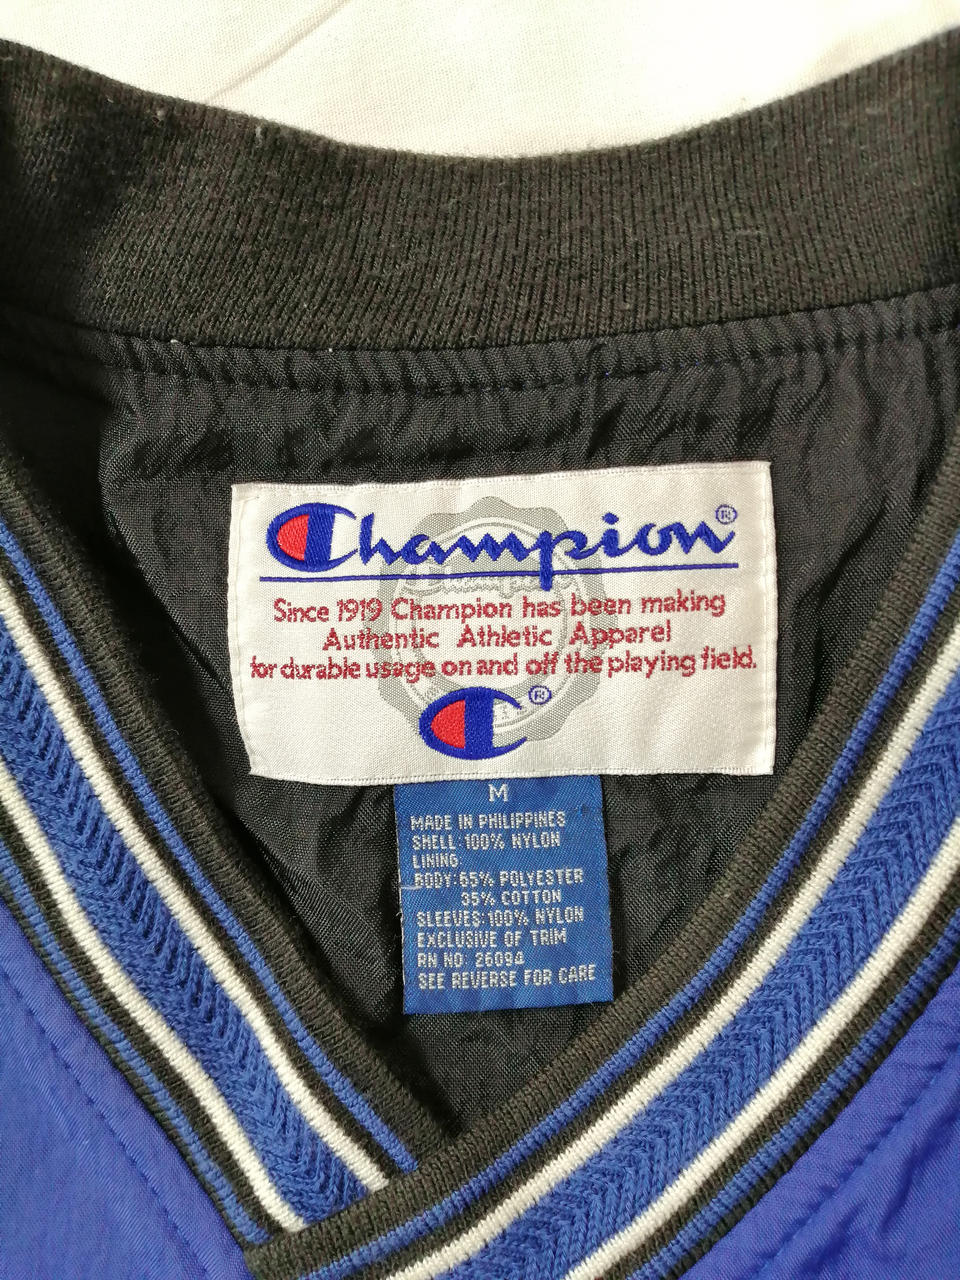 Champion®
Since 1919 Champion has been making
Authentic Athletic Apparel
for durable usage on and off the playing field.
®
M
MADE IN PHILIPPINES
SHELL: 100% NYLON
LINING:
BODY: 65% POLYESTER
35% COTTON
SLEEVES: 100% NYLON
EXCLUSIVE OF TRIM
RN NO: 26094
SEE REVERSE FOR CARE